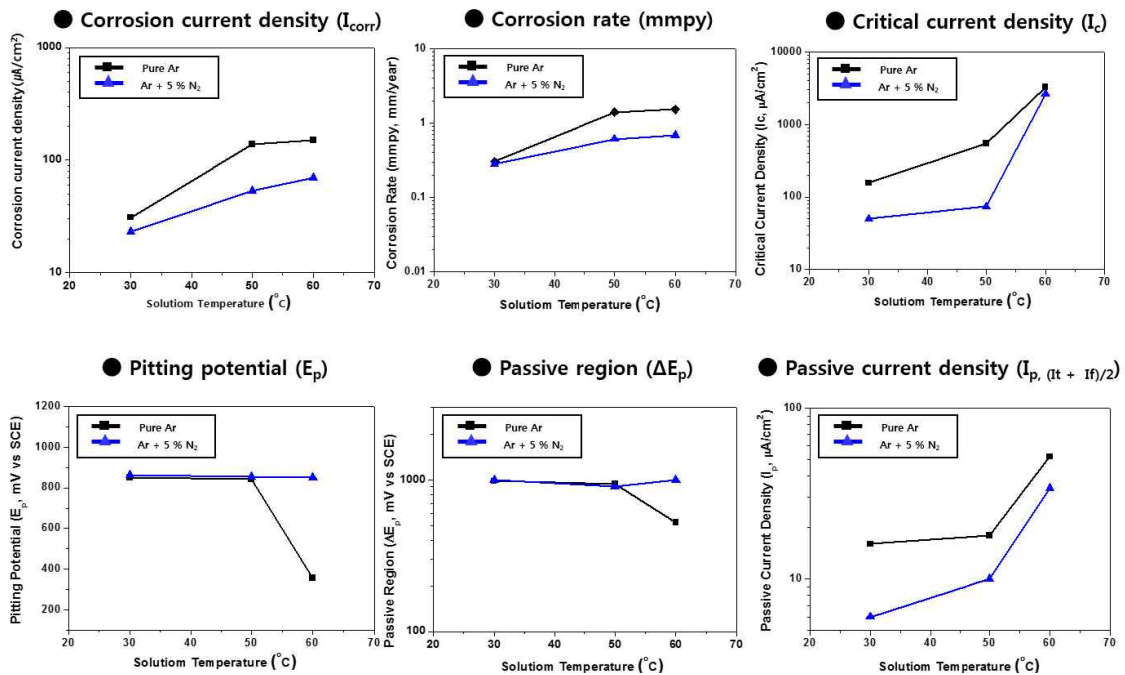 ● Corrosion current density (Icorr)
Corrosion current density (μA/cm²)
1000
100
10
Pure Ar
Ar + 5 % N₂
20 30 40 50 60 70
Solutiom Temperature (°C)
● Corrosion rate (mmpy)
Corrosion Rate (mmpy, mm/year)
10
1
0.1
0.01
Pure Ar
Ar + 5 % N₂
20 30 40 50 60 70
Solutiom Temperature (°C)
● Critical current density (Ic)
Critical Current Density (Ic, μA/cm²)
10000
1000
100
10
Pure Ar
Ar + 5 % N₂
20 30 40 50 60 70
Solutiom Temperature (°C)
● Pitting potential (Ep)
Pitting Potential (Ep, mV vs SCE)
1200
1000
800
600
400
200
Pure Ar
Ar + 5 % N₂
20 30 40 50 60 70
Solutiom Temperature (°C)
● Passive region (ΔEp)
Passive Region (ΔEp, mV vs SCE)
1000
100
Pure Ar
Ar + 5 % N₂
20 30 40 50 60 70
Solutiom Temperature (°C)
● Passive current density (Ip, (It + If)/2)
Passive Current Density (Ip, μA/cm²)
100
10
Pure Ar
Ar + 5 % N₂
20 30 40 50 60 70
Solutiom Temperature (°C)